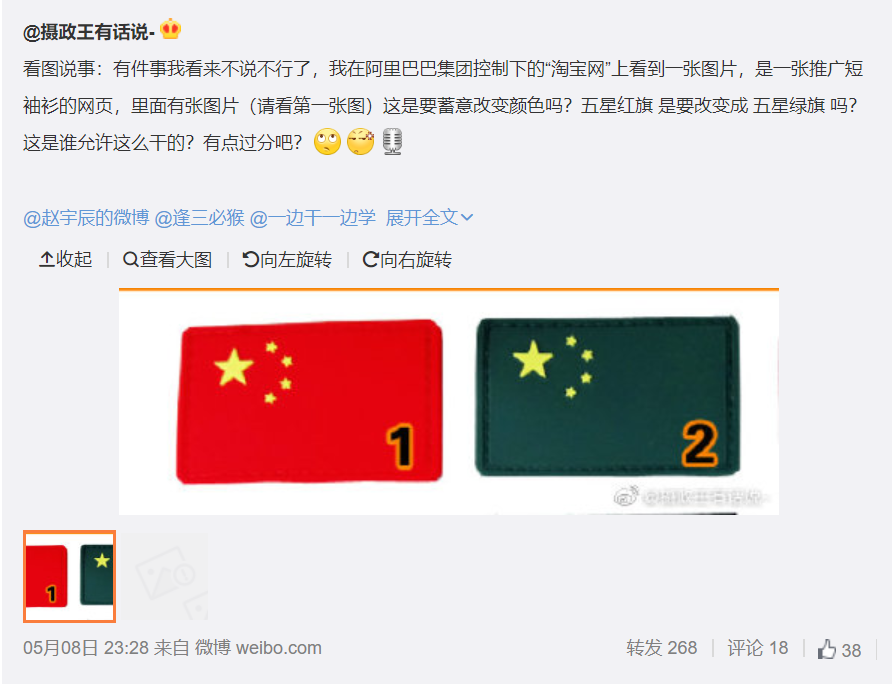 @摄政王有话说-
看图说事：有件事我看来不说不行了，我在阿里巴巴集团控制下的“淘宝网”上看到一张图片，是一张推广短
袖衫的网页，里面有张图片（请看第一张图）这是要蓄意改变颜色吗？五星红旗 是要改变成 五星绿旗 吗？
这是谁允许这么干的？有点过分吧？
@赵宇辰的微博 @逢三必猴 @一边干一边学 展开全文
收起 查看大图 向左旋转 向右旋转
1 2
@摄政王有话说-
1
05月08日 23:28 来自 微博 weibo.com 转发 268 评论 18 38